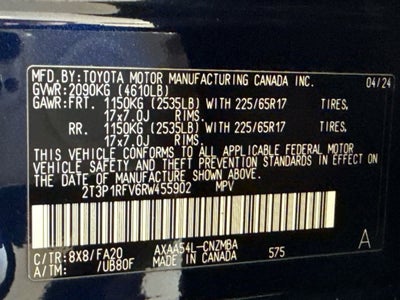 MFD.BY:TOYOTA MOTOR MANUFACTURING CANADA INC. 04/24
GVWR:2090KG (4610LB)
GAWR:FRT. 1150KG (2535LB) WITH 225/65R17 TIRES,
17x7.0J RIMS.
RR. 1150KG (2535LB) WITH 225/65R17 TIRES,
17x7.0J RIMS.
THIS VEHICLE CONFORMS TO ALL APPLICABLE FEDERAL MOTOR
VEHICLE SAFETY AND THEFT PREVENTION STANDARDS IN EFFECT
ON THE DATE OF MANUFACTURE SHOWN ABOVE.
2T3P1RFV6RW455902 MPV
C/TR:8X8/FA20 AXAA54L-CNZMBA A
A/TM: /UB80F MADE IN CANADA 575